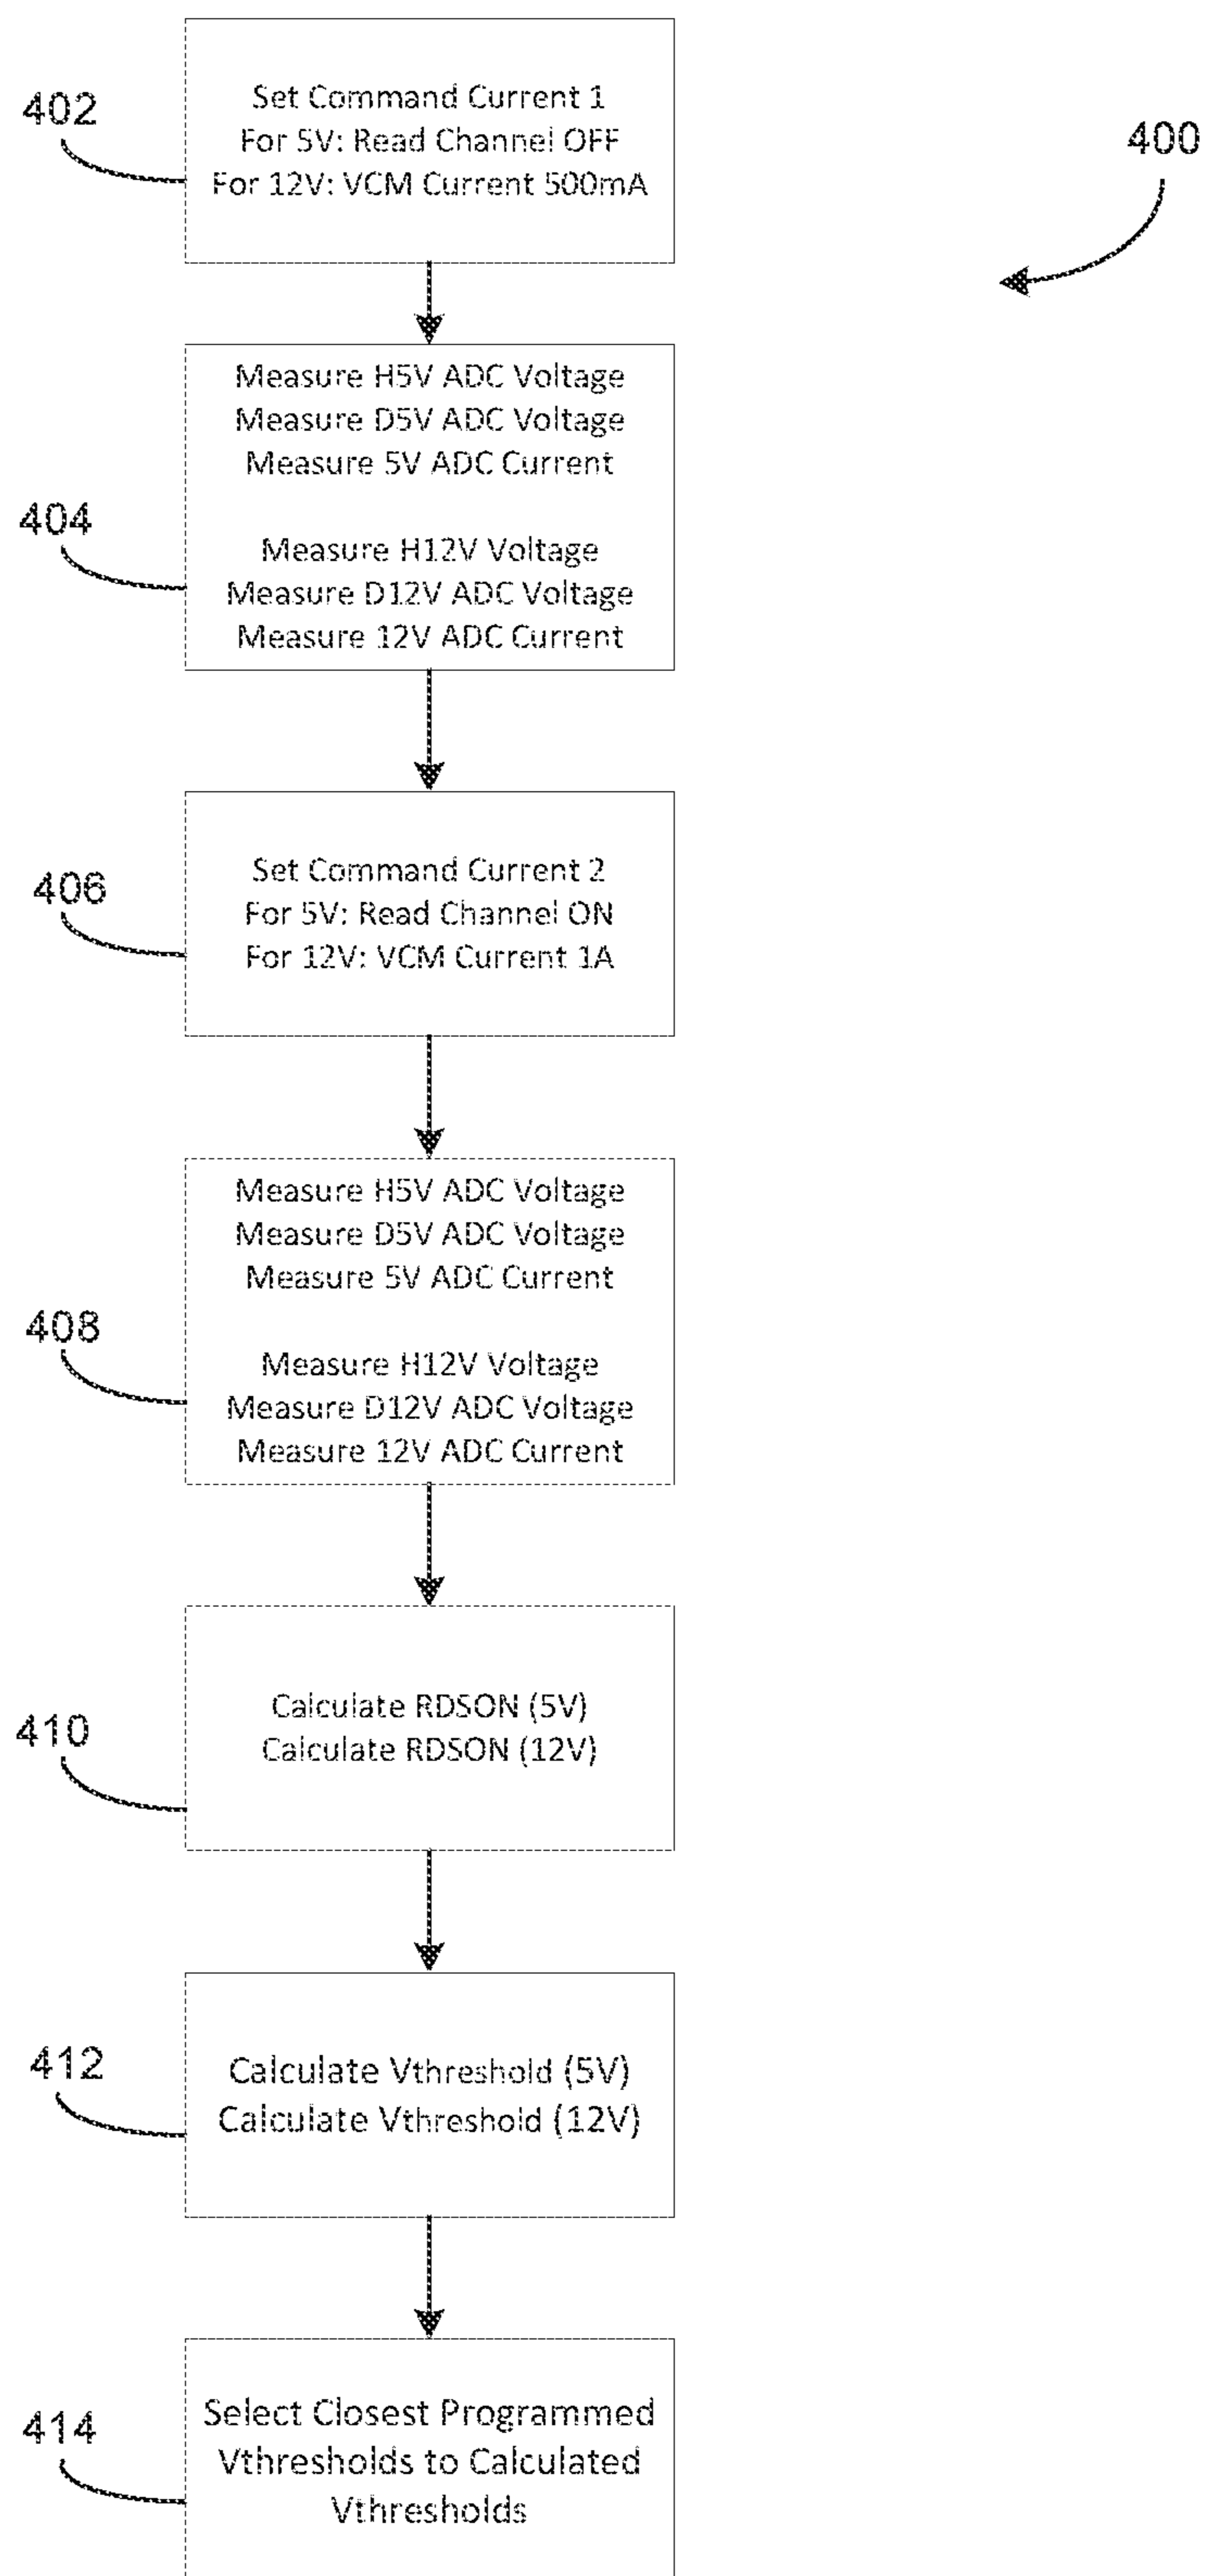 402
Set Command Current 1
For 5V: Read Channel OFF
For 12V: VCM Current 500mA
400
404
Measure H5V ADC Voltage
Measure D5V ADC Voltage
Measure 5V ADC Current
Measure H12V Voltage
Measure D12V ADC Voltage
Measure 12V ADC Current
406
Set Command Current 2
For 5V: Read Channel ON
For 12V: VCM Current 1A
408
Measure H5V ADC Voltage
Measure D5V ADC Voltage
Measure 5V ADC Current
Measure H12V Voltage
Measure D12V ADC Voltage
Measure 12V ADC Current
410
Calculate RDSON (5V)
Calculate RDSON (12V)
412
Calculate Vthreshold (5V)
Calculate Vthreshold (12V)
414
Select Closest Programmed
Vthresholds to Calculated
Vthresholds